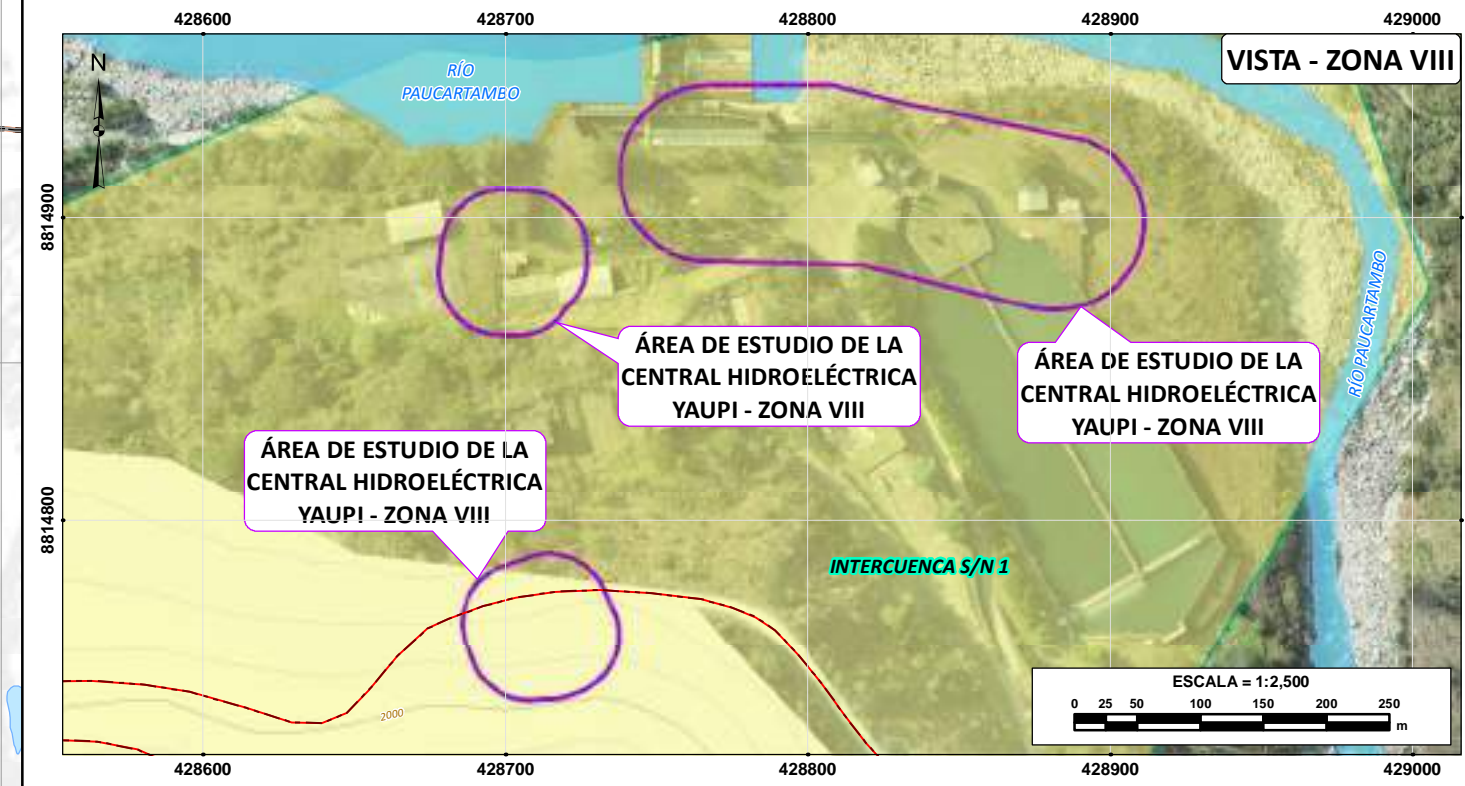 428600 428700 428800 428900 429000
VISTA - ZONA VIII
N
RÍO
PAUCARTAMBO
8814900
8814800
RÍO PAUCARTAMBO
ÁREA DE ESTUDIO DE LA
CENTRAL HIDROELÉCTRICA
YAUPI - ZONA VIII
ÁREA DE ESTUDIO DE LA
CENTRAL HIDROELÉCTRICA
YAUPI - ZONA VIII
ÁREA DE ESTUDIO DE LA
CENTRAL HIDROELÉCTRICA
YAUPI - ZONA VIII
INTERCUENCA S/N 1
2000
ESCALA = 1:2,500
0 25 50 100 150 200 250
m
428600 428700 428800 428900 429000